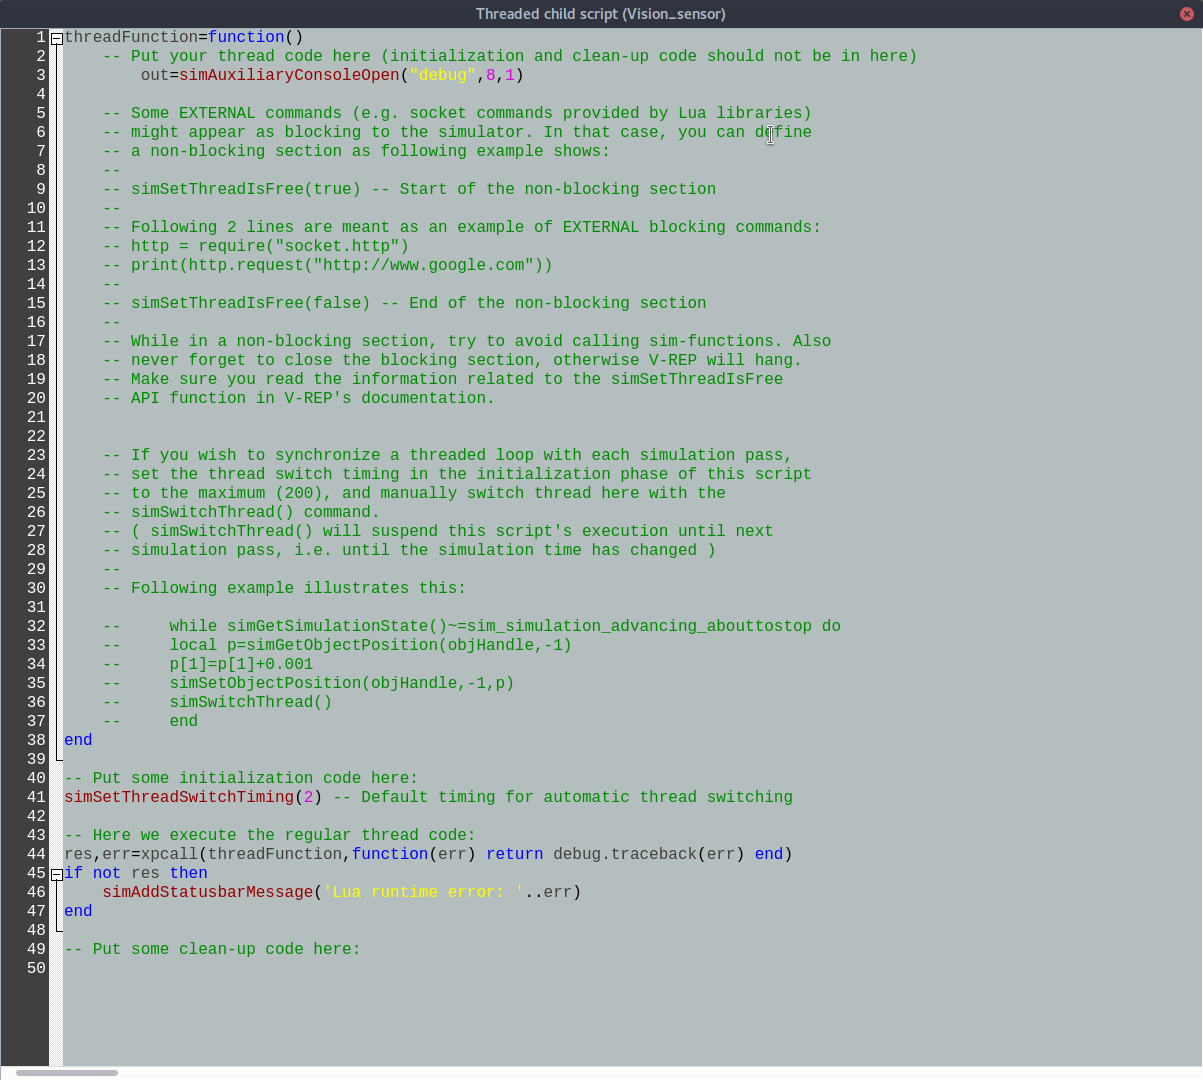 Threaded child script (Vision_sensor)
1 threadFunction=function()
2     -- Put your thread code here (initialization and clean-up code should not be in here)
3         out=simAuxiliaryConsoleOpen("debug",8,1)
4
5     -- Some EXTERNAL commands (e.g. socket commands provided by Lua libraries)
6     -- might appear as blocking to the simulator. In that case, you can define
7     -- a non-blocking section as following example shows:
8     --
9     -- simSetThreadIsFree(true) -- Start of the non-blocking section
10     --
11     -- Following 2 lines are meant as an example of EXTERNAL blocking commands:
12     -- http = require("socket.http")
13     -- print(http.request("http://www.google.com"))
14     --
15     -- simSetThreadIsFree(false) -- End of the non-blocking section
16     --
17     -- While in a non-blocking section, try to avoid calling sim-functions. Also
18     -- never forget to close the blocking section, otherwise V-REP will hang.
19     -- Make sure you read the information related to the simSetThreadIsFree
20     -- API function in V-REP's documentation.
21
22
23     -- If you wish to synchronize a threaded loop with each simulation pass,
24     -- set the thread switch timing in the initialization phase of this script
25     -- to the maximum (200), and manually switch thread here with the
26     -- simSwitchThread() command.
27     -- ( simSwitchThread() will suspend this script's execution until next
28     -- simulation pass, i.e. until the simulation time has changed )
29     --
30     -- Following example illustrates this:
31
32     --     while simGetSimulationState()~=sim_simulation_advancing_abouttostop do
33     --     local p=simGetObjectPosition(objHandle,-1)
34     --     p[1]=p[1]+0.001
35     --     simSetObjectPosition(objHandle,-1,p)
36     --     simSwitchThread()
37     --     end
38 end
39
40 -- Put some initialization code here:
41 simSetThreadSwitchTiming(2) -- Default timing for automatic thread switching
42
43 -- Here we execute the regular thread code:
44 res,err=xpcall(threadFunction,function(err) return debug.traceback(err) end)
45 if not res then
46     simAddStatusbarMessage('Lua runtime error: '..err)
47 end
48
49 -- Put some clean-up code here:
50